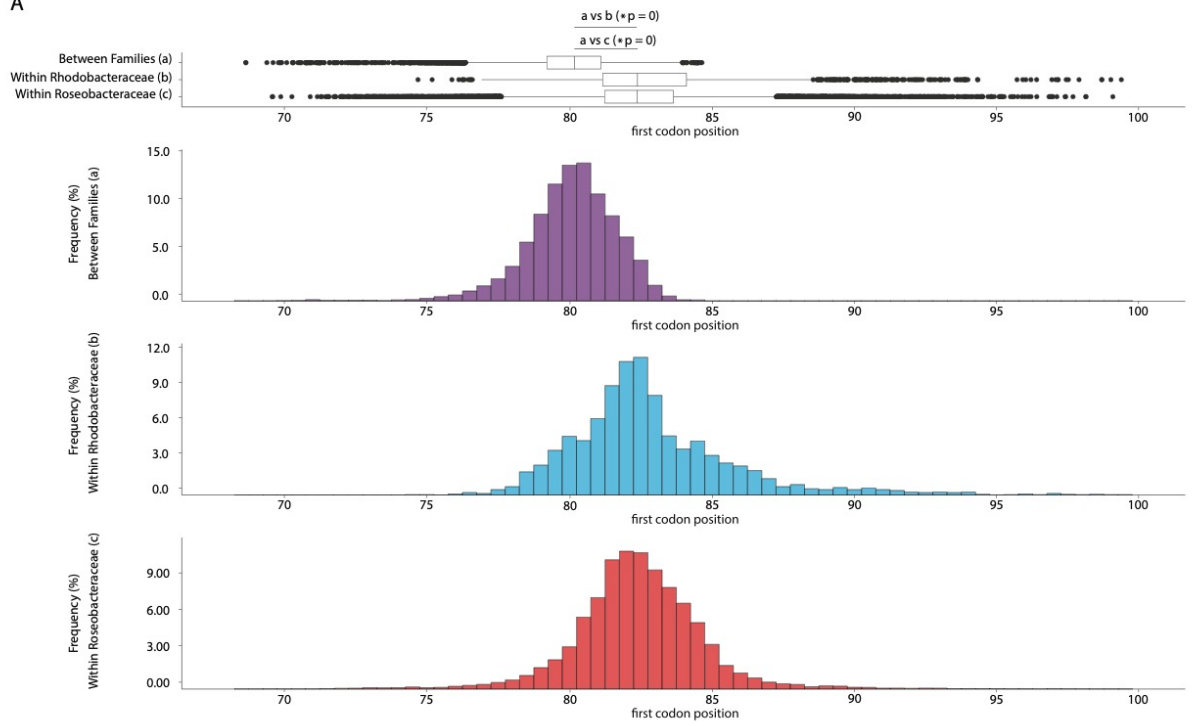 A
a vs b (*p = 0)
a vs c (*p = 0)
Between Families (a)
Within Rhodobacteraceae (b)
Within Roseobacteraceae (c)
70 75 80 85 90 95 100
first codon position
Frequency (%)
Between Families (a)
15.0
10.0
5.0
0.0
70 75 80 85 90 95 100
first codon position
Frequency (%)
Within Rhodobacteraceae (b)
12.0
9.0
6.0
3.0
0.0
70 75 80 85 90 95 100
first codon position
Frequency (%)
Within Roseobacteraceae (c)
9.00
6.00
3.00
0.00
70 75 80 85 90 95 100
first codon position